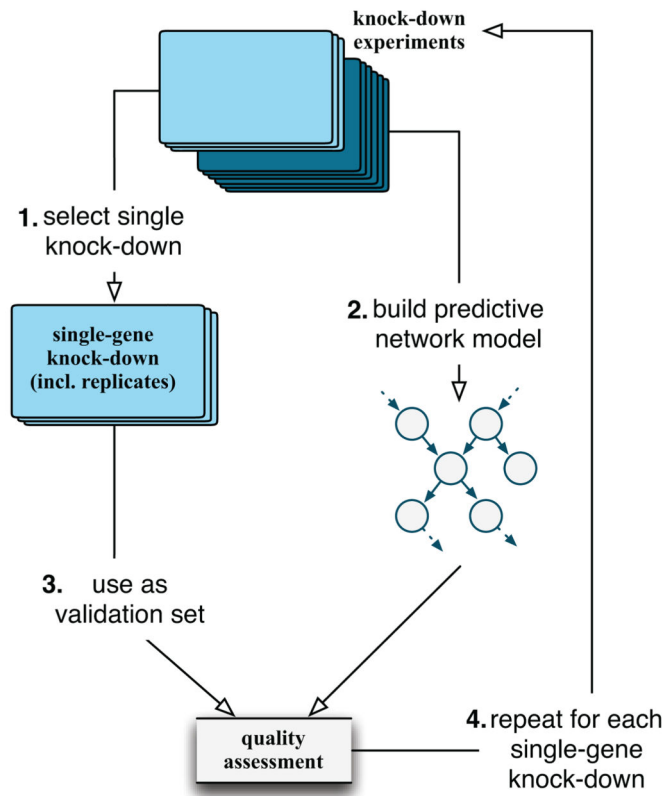 knock-down
experiments
1. select single
knock-down
single-gene
knock-down
(incl. replicates)
2. build predictive
network model
3. use as
validation set
quality
assessment
4. repeat for each
single-gene
knock-down